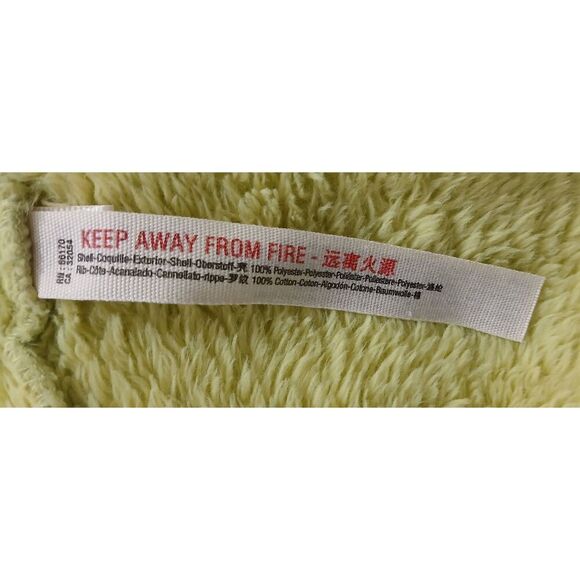 RN: 66170
CA: 32054
KEEP AWAY FROM FIRE - 远离火源
Shell-Coquille-Exterior-Shell-Oberstoff-壳 100% Polyester-Polyester-Poliéster-Poliestere-Polyester-涤纶
Rib-Côte-Acanalado-Cannellato-rippe-罗纹 100% Cotton-Coton-Algodón-Cotone-Baumwolle-棉